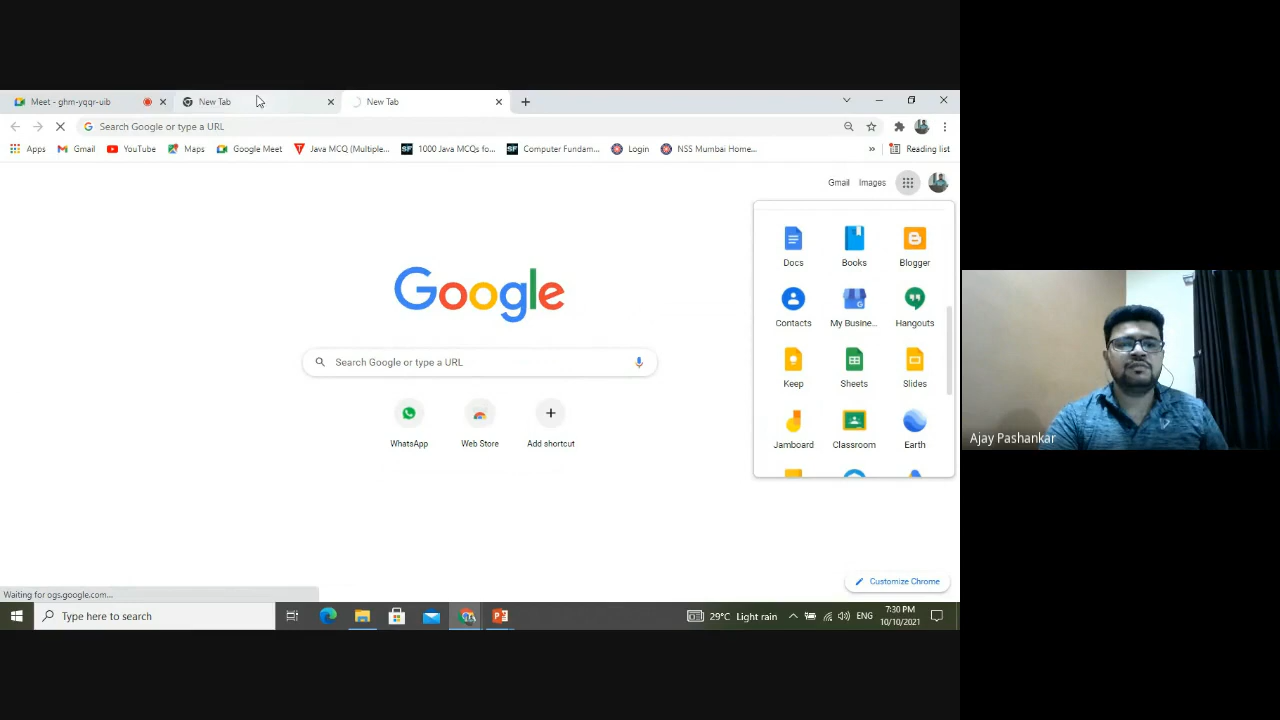 Meet - ghm-yqqr-uib
New Tab
New Tab
Search Google or type a URL
Apps
Gmail
YouTube
Maps
Google Meet
Java MCQ (Multiple...
1000 Java MCQs fo...
Computer Fundam...
Login
NSS Mumbai Home...
»
Reading list
Gmail
Images
Docs
Books
Blogger
Contacts
My Busine...
Hangouts
Keep
Sheets
Slides
Jamboard
Classroom
Earth
Google
Search Google or type a URL
WhatsApp
Web Store
Add shortcut
Customize Chrome
Waiting for ogs.google.com...
Type here to search
29°C Light rain
ENG
7:30 PM
10/10/2021
Ajay Pashankar